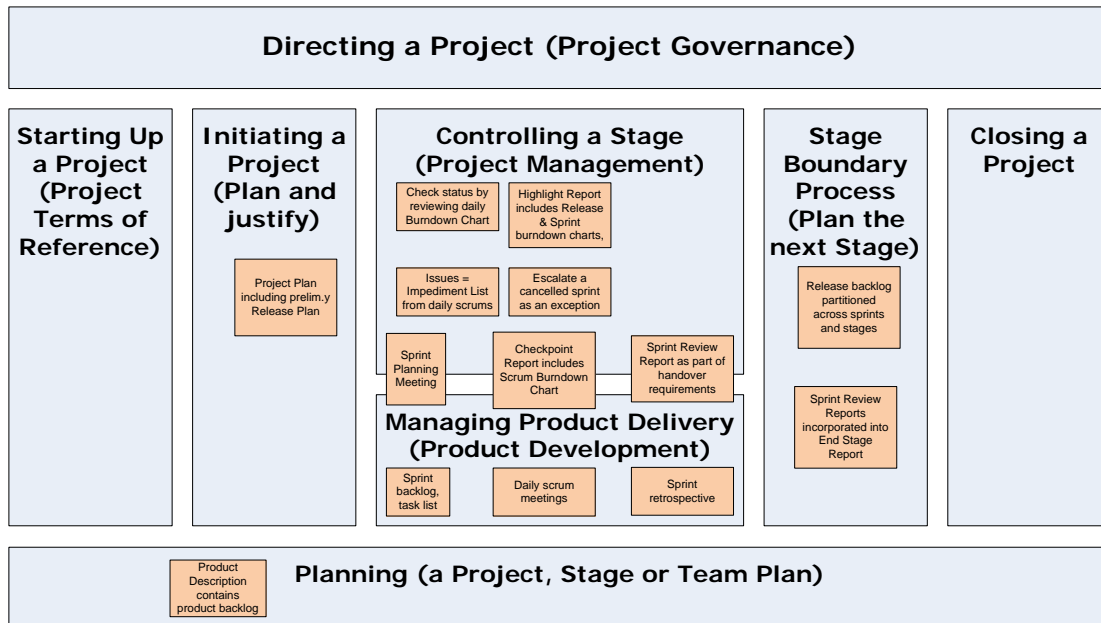 Directing a Project (Project Governance)
Starting Up
a Project
(Project
Terms of
Reference)
Initiating a
Project
(Plan and
justify)
Project Plan
including prelim.y
Release Plan
Controlling a Stage
(Project Management)
Check status by
reviewing daily
Burndown Chart
Highlight Report
includes Release
& Sprint
burndown charts,
Issues =
Impediment List
from daily scrums
Escalate a
cancelled sprint
as an exception
Sprint
Planning
Meeting
Checkpoint
Report includes
Scrum Burndown
Chart
Sprint Review
Report as part of
handover
requirements
Managing Product Delivery
(Product Development)
Sprint
backlog,
task list
Daily scrum
meetings
Sprint
retrospective
Stage
Boundary
Process
(Plan the
next Stage)
Release backlog
partitioned
across sprints
and stages
Sprint Review
Reports
incorporated into
End Stage
Report
Closing a
Project
Product
Description
contains
product backlog
Planning (a Project, Stage or Team Plan)